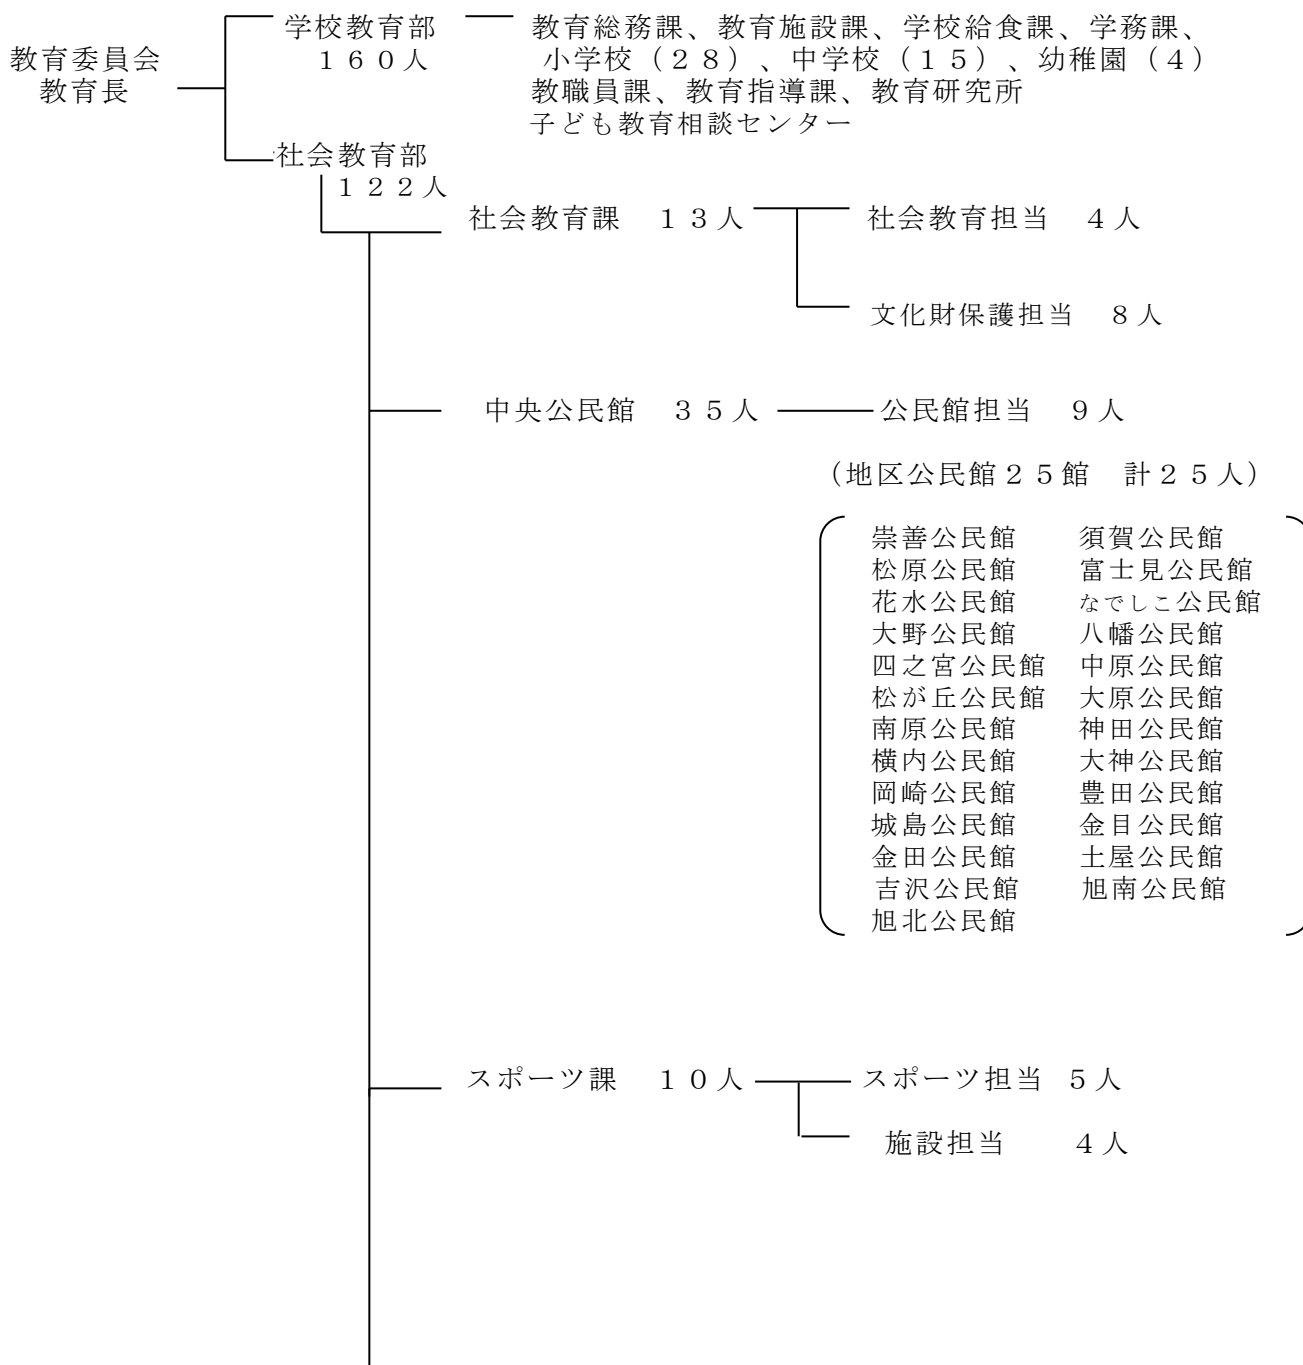 学校教育部　教育総務課、教育施設課、学校給食課、学務課、
教育委員会　１６０人　小学校（２８）、中学校（１５）、幼稚園（４）
教育長　教職員課、教育指導課、教育研究所
子ども教育相談センター
社会教育部
１２２人
社会教育課　１３人　社会教育担当　４人
文化財保護担当　８人
中央公民館　３５人　公民館担当　９人
（地区公民館２５館　計２５人）
崇善公民館　須賀公民館
松原公民館　富士見公民館
花水公民館　なでしこ公民館
大野公民館　八幡公民館
四之宮公民館　中原公民館
松が丘公民館　大原公民館
南原公民館　神田公民館
横内公民館　大神公民館
岡崎公民館　豊田公民館
城島公民館　金目公民館
金田公民館　土屋公民館
吉沢公民館　旭南公民館
旭北公民館
スポーツ課　１０人　スポーツ担当　５人
施設担当　４人